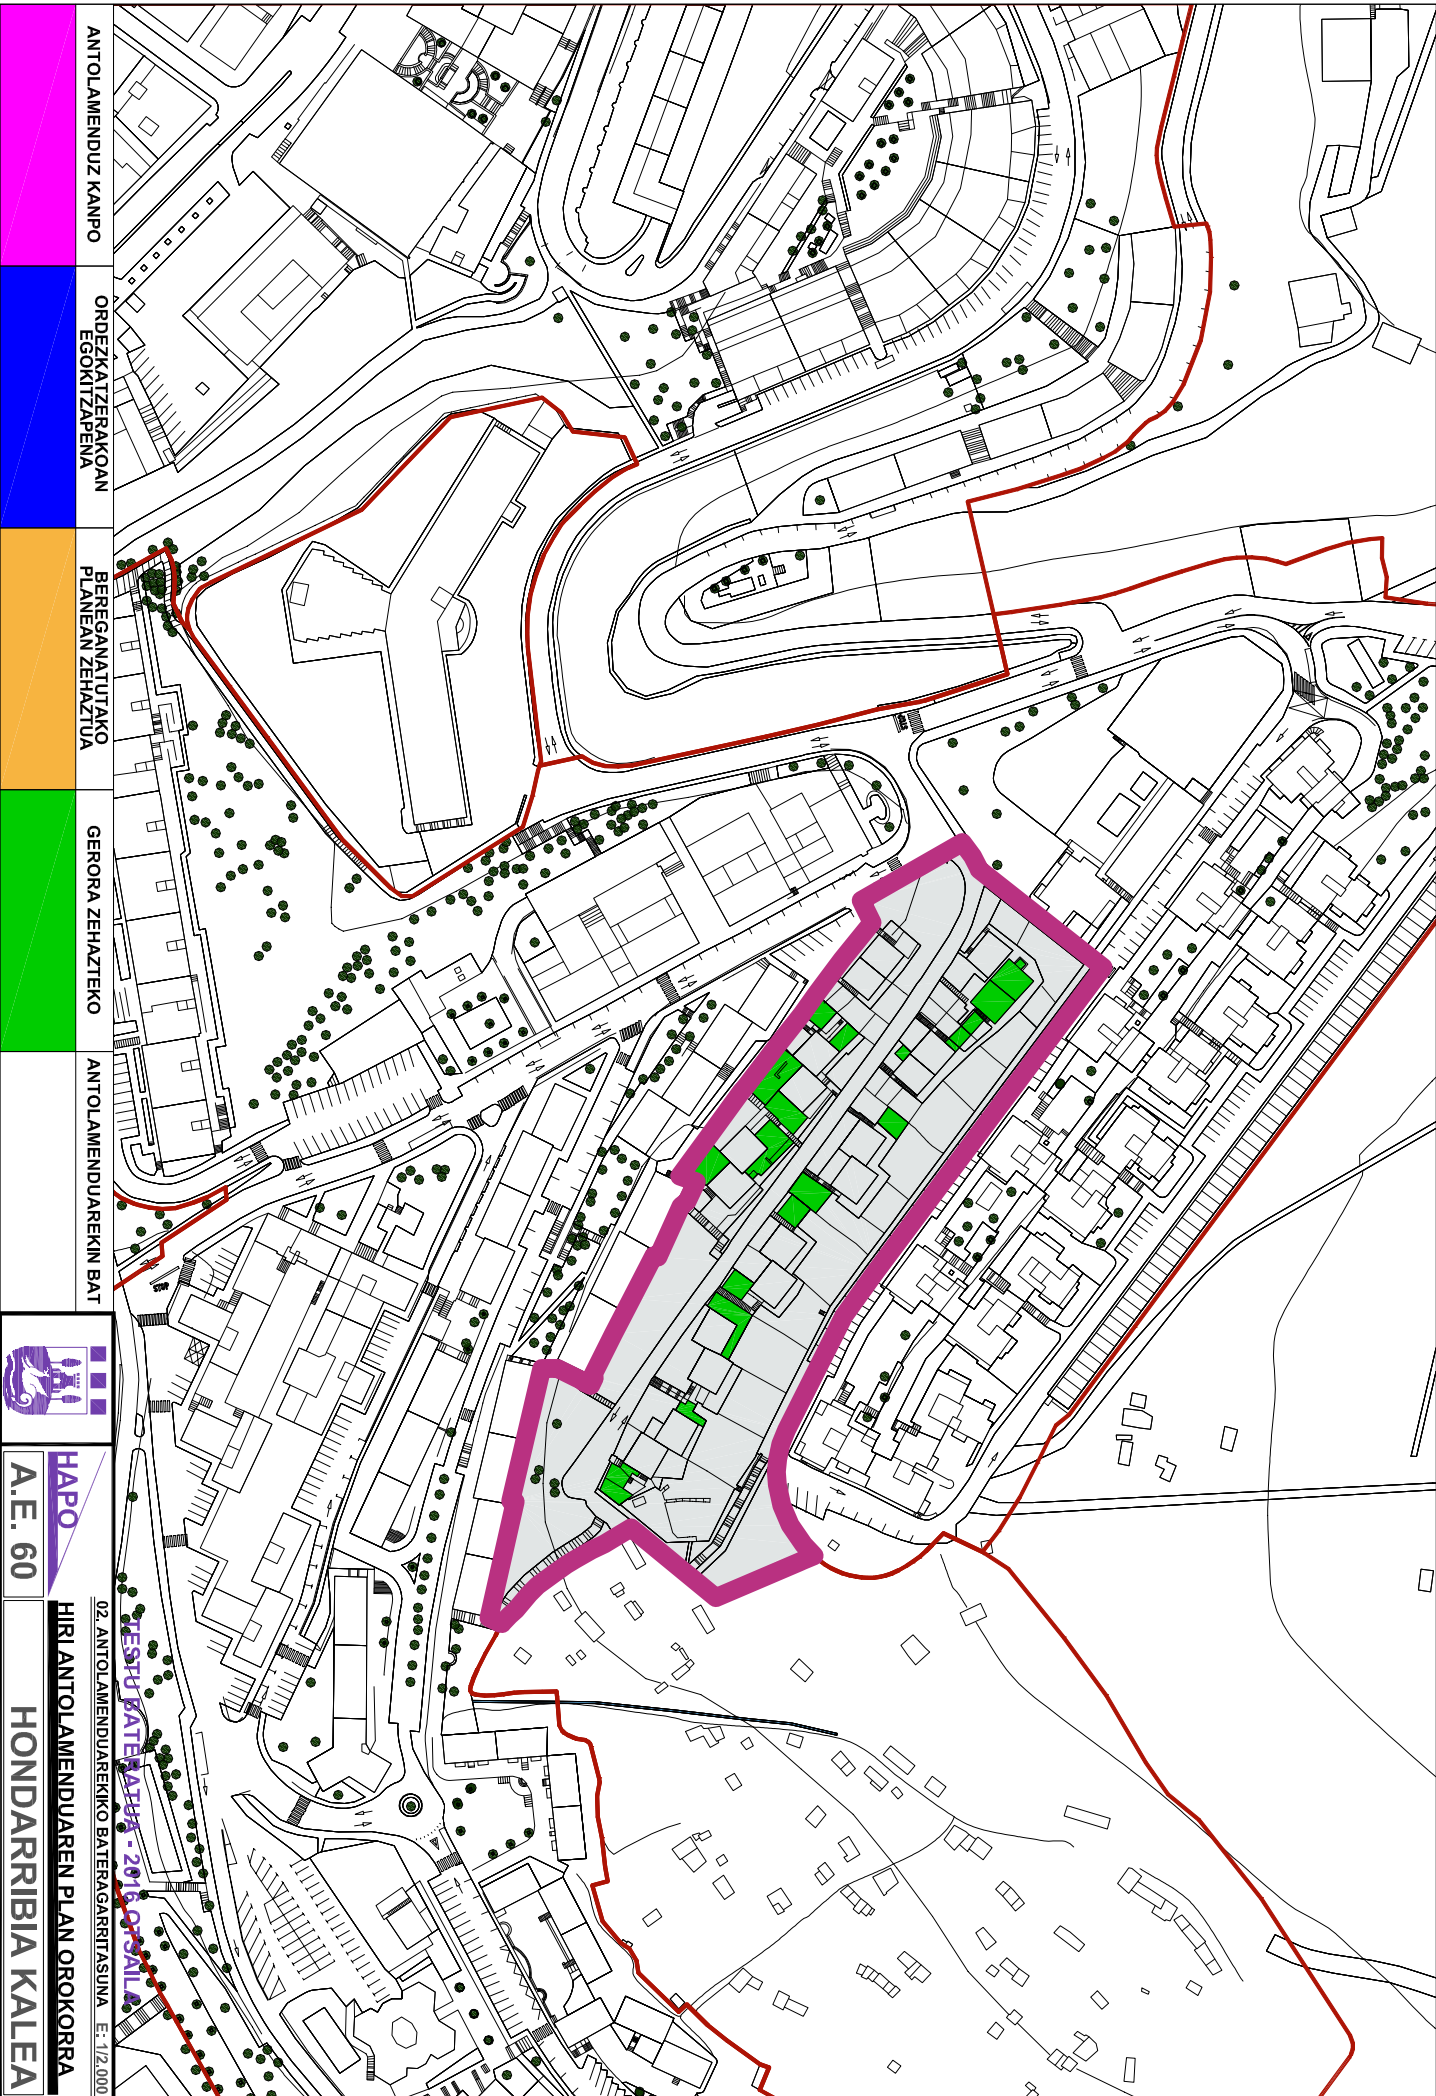 ANTOLAMENDUZ KANPO
ORDEZKATZERAKOAN
EGOKITZAPENA
BEREGANATUTAKO
PLANEAN ZEHAZTUA
GERORA ZEHAZTEKO
ANTOLAMENDUAREKIN BAT
HAPO
A.E. 60
TESTU BATERATUA - 2016 OTSAILA
02. ANTOLAMENDUAREKIKO BATERAGARRITASUNA E: 1/2.000
HIRI ANTOLAMENDUAREN PLAN OROKORRA
HONDARRIBIA KALEA